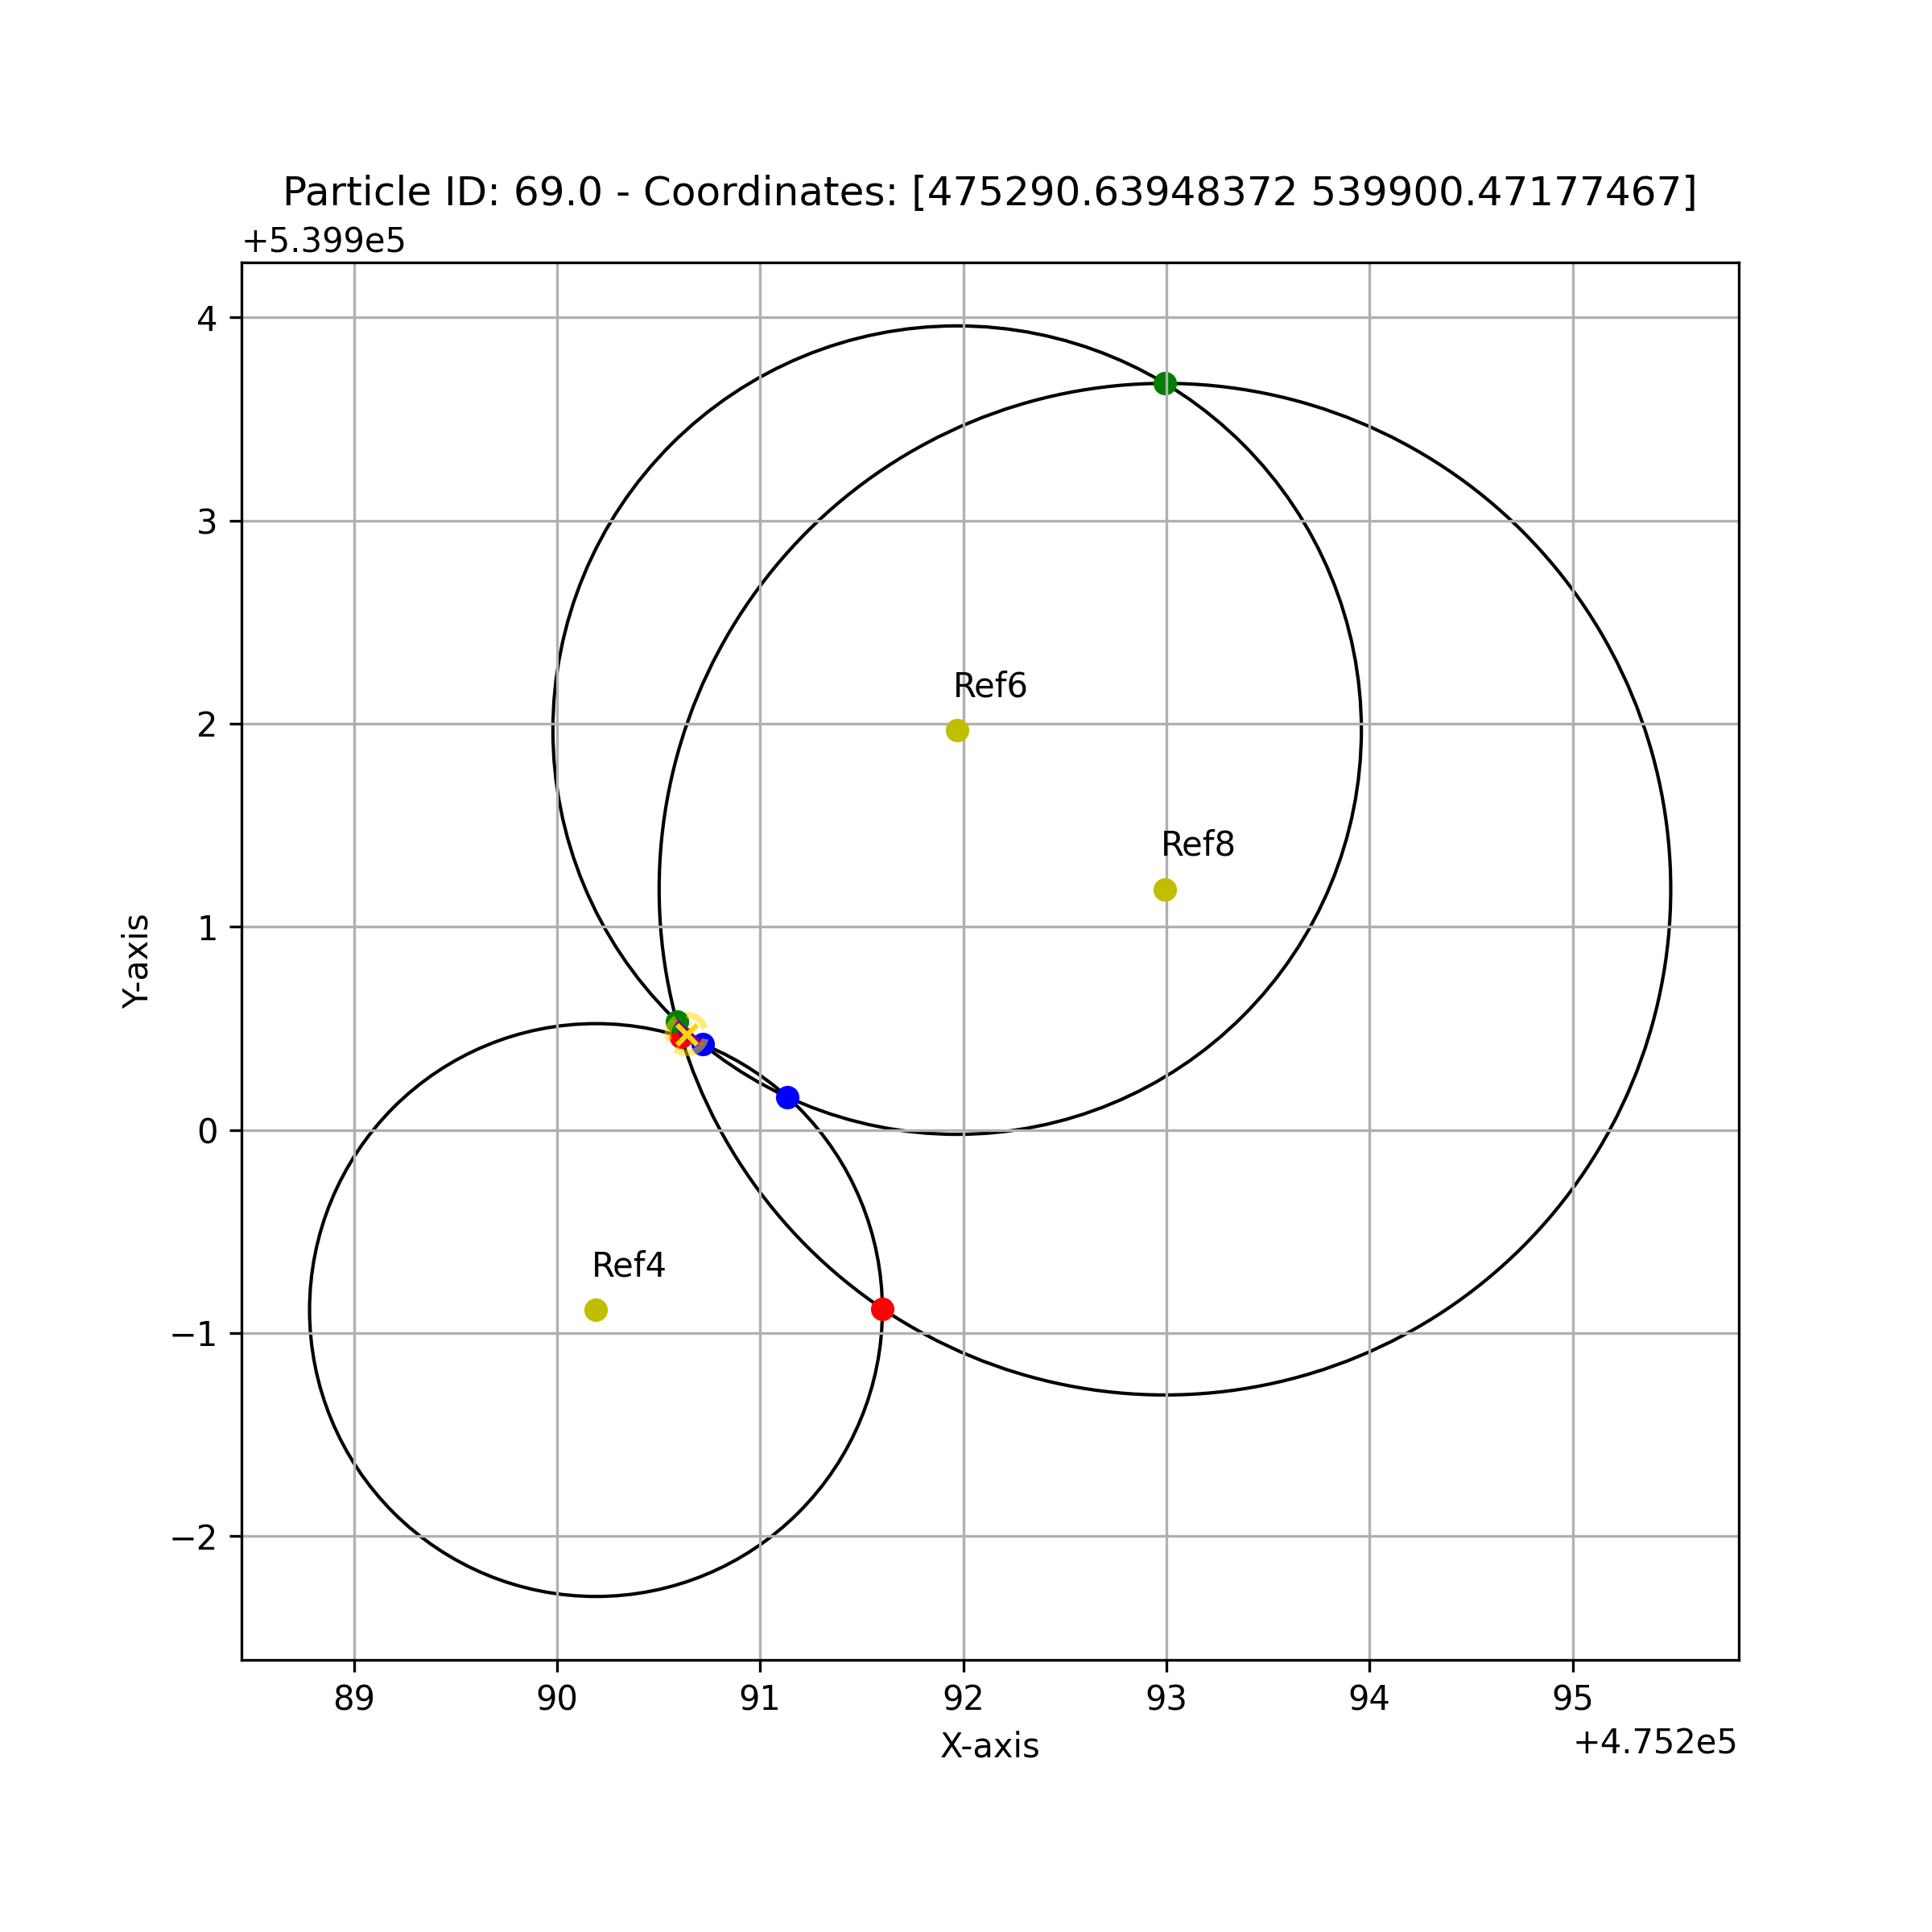 Particle ID: 69.0 - Coordinates: [475290.63948372 539900.47177467]
+5.399e5
4
3
2
1
0
−1
−2
Y-axis
Ref6
Ref8
Ref4
89 90 91 92 93 94 95
X-axis
+4.752e5